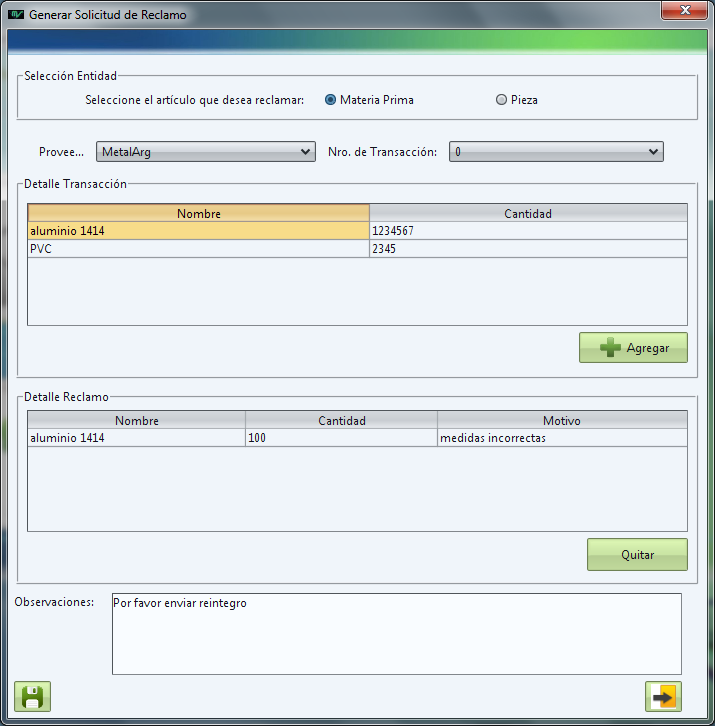 Generar Solicitud de Reclamo
Selección Entidad
Seleccione el artículo que desea reclamar: Materia Prima Pieza
Provee... MetalArg Nro. de Transacción: 0
Detalle Transacción
Nombre Cantidad
aluminio 1414 1234567
PVC 2345
Agregar
Detalle Reclamo
Nombre Cantidad Motivo
aluminio 1414 100 medidas incorrectas
Quitar
Observaciones: Por favor enviar reintegro